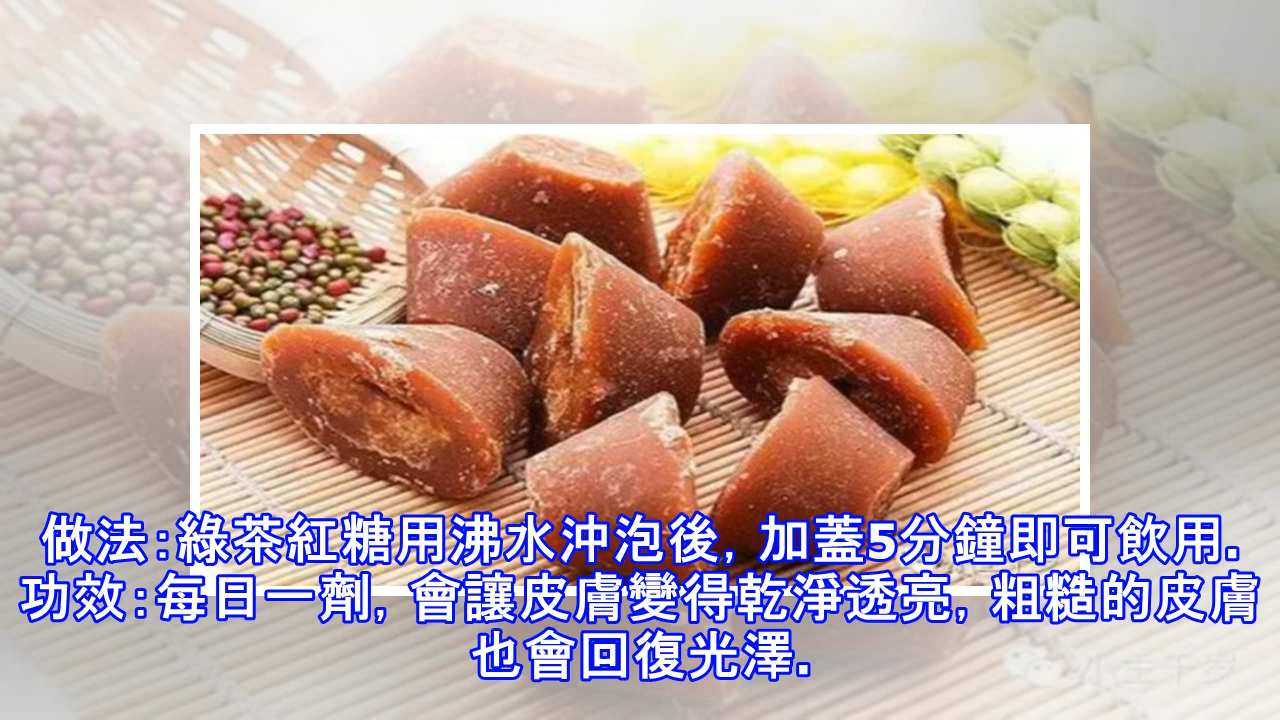 做法:綠茶紅糖用沸水沖泡後, 加蓋5分鐘即可飲用.
功效:每日一劑, 會讓皮膚變得乾淨透亮, 粗糙的皮膚
也會回復光澤.